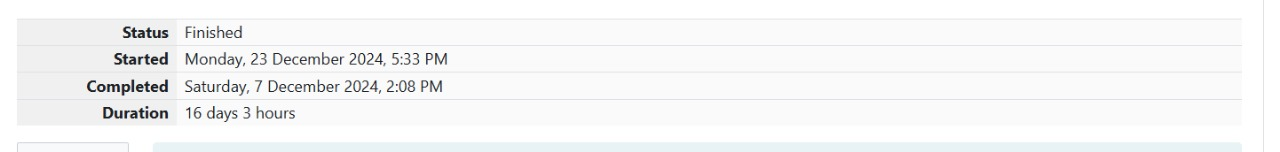 Status Finished
Started Monday, 23 December 2024, 5:33 PM
Completed Saturday, 7 December 2024, 2:08 PM
Duration 16 days 3 hours